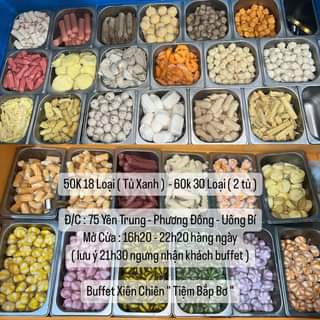 50K 18 Loại ( Tủ Xanh ) - 60k 30 Loại ( 2 tủ )
Đ/C : 75 Yên Trung - Phương Đông - Uông Bí
Mở Cửa : 16h20 - 22h20 hàng ngày
( lưu ý 21h30 ngưng nhận khách buffet )
Buffet Xiên Chiên " Tiệm Bắp Bơ "